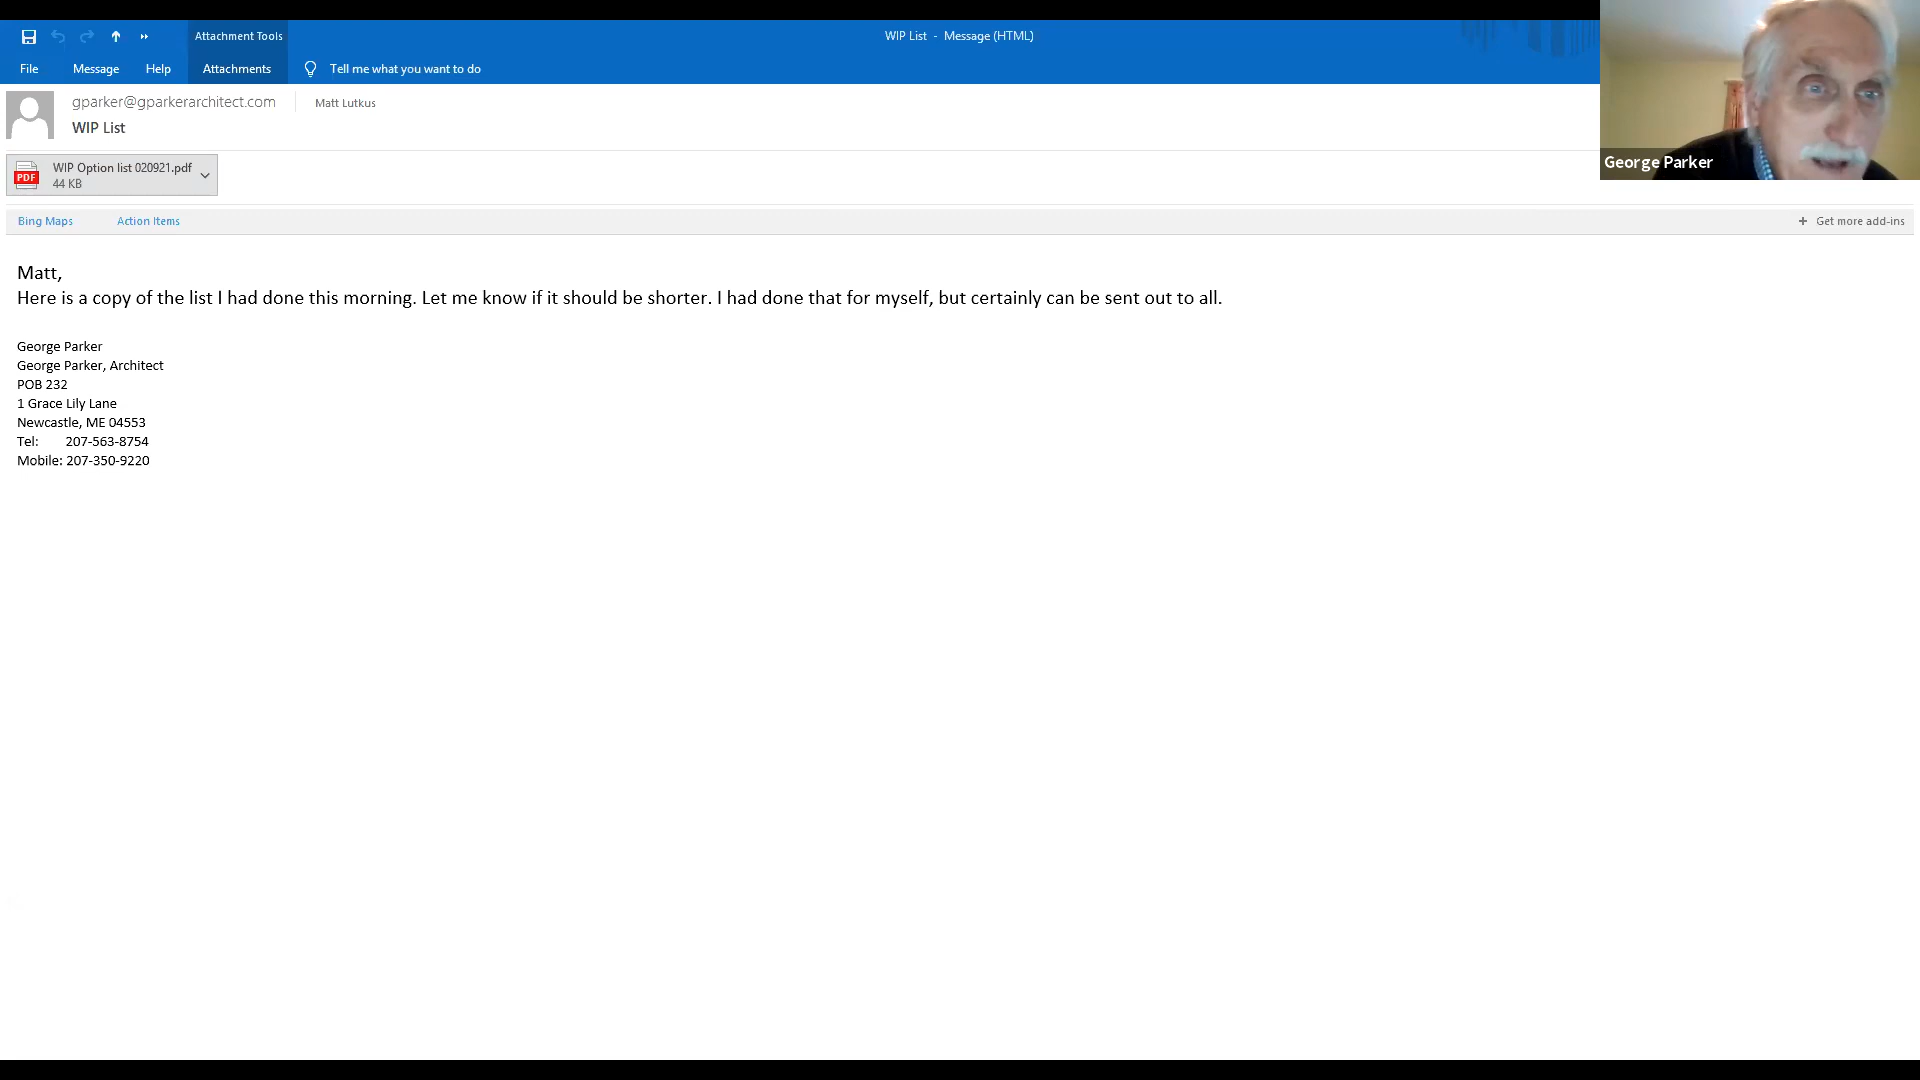 Attachment Tools
WIP List - Message (HTML)
File Message Help Attachments Tell me what you want to do
gparker@gparkerarchitect.com Matt Lutkus
WIP List
George Parker
PDF
WIP Option list 020921.pdf
44 KB
Bing Maps Action Items + Get more add-ins
Matt,
Here is a copy of the list I had done this morning. Let me know if it should be shorter. I had done that for myself, but certainly can be sent out to all.
George Parker
George Parker, Architect
POB 232
1 Grace Lily Lane
Newcastle, ME 04553
Tel: 207-563-8754
Mobile: 207-350-9220